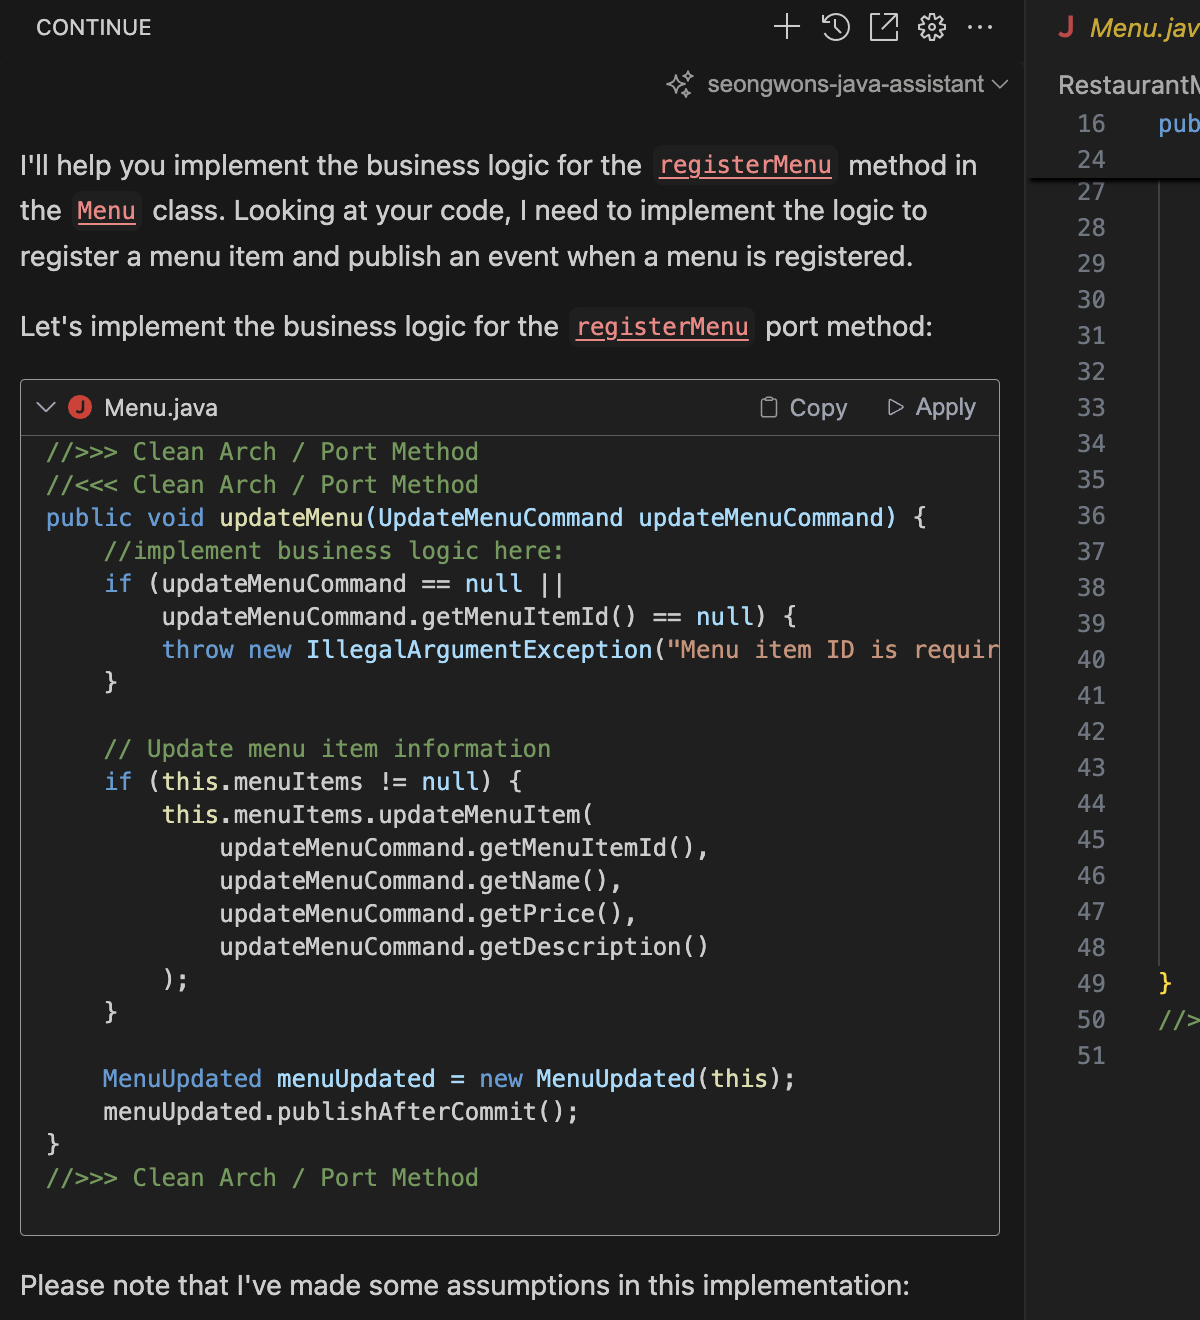 CONTINUE
seongwons-java-assistant
I'll help you implement the business logic for the registerMenu method in
the Menu class. Looking at your code, I need to implement the logic to
register a menu item and publish an event when a menu is registered.
Let's implement the business logic for the registerMenu port method:
Menu.java Copy Apply
//>>> Clean Arch / Port Method
//<<< Clean Arch / Port Method
public void updateMenu(UpdateMenuCommand updateMenuCommand) {
    //implement business logic here:
    if (updateMenuCommand == null ||
        updateMenuCommand.getMenuItemId() == null) {
        throw new IllegalArgumentException("Menu item ID is requir
    }
    // Update menu item information
    if (this.menuItems != null) {
        this.menuItems.updateMenuItem(
            updateMenuCommand.getMenuItemId(),
            updateMenuCommand.getName(),
            updateMenuCommand.getPrice(),
            updateMenuCommand.getDescription()
        );
    }
    MenuUpdated menuUpdated = new MenuUpdated(this);
    menuUpdated.publishAfterCommit();
}
//>>> Clean Arch / Port Method
Please note that I've made some assumptions in this implementation:
J Menu.jav
RestaurantM
16 pub
24
27
28
29
30
31
32
33
34
35
36
37
38
39
40
41
42
43
44
45
46
47
48
49 }
50 //>
51